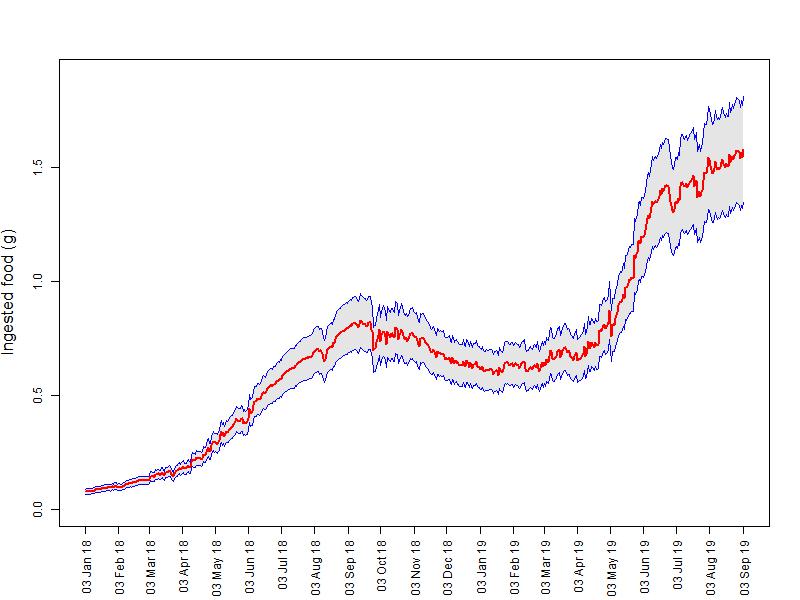 Ingested food (g)
1.5
1.0
0.5
0.0
03 Jan 18
03 Feb 18
03 Mar 18
03 Apr 18
03 May 18
03 Jun 18
03 Jul 18
03 Aug 18
03 Sep 18
03 Oct 18
03 Nov 18
03 Dec 18
03 Jan 19
03 Feb 19
03 Mar 19
03 Apr 19
03 May 19
03 Jun 19
03 Jul 19
03 Aug 19
03 Sep 19